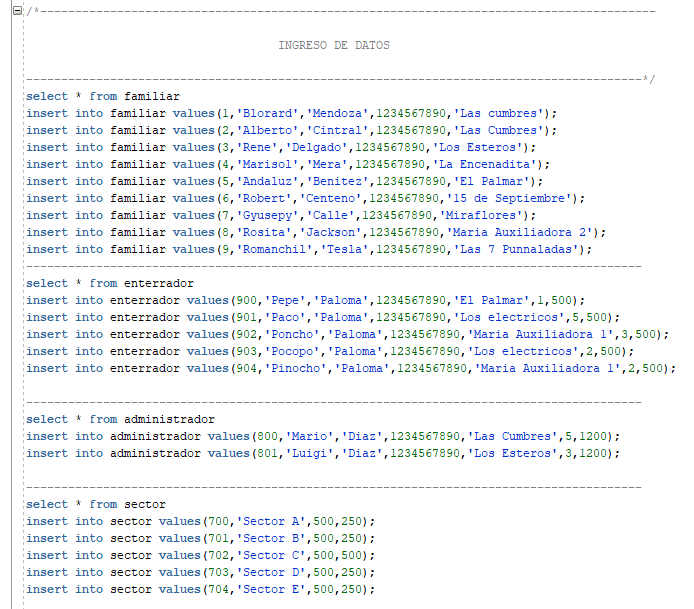 /*----------------------------------------------------------------------------------------
INGRESO DE DATOS
----------------------------------------------------------------------------------------*/
select * from familiar
insert into familiar values(1,'Blorard','Mendoza',1234567890,'Las cumbres');
insert into familiar values(2,'Alberto','Cintral',1234567890,'Las Cumbres');
insert into familiar values(3,'Rene','Delgado',1234567890,'Los Esteros');
insert into familiar values(4,'Marisol','Mera',1234567890,'La Encenadita');
insert into familiar values(5,'Andaluz','Benitez',1234567890,'El Palmar');
insert into familiar values(6,'Robert','Centeno',1234567890,'15 de Septiembre');
insert into familiar values(7,'Gyusepy','Calle',1234567890,'Miraflores');
insert into familiar values(8,'Rosita','Jackson',1234567890,'Maria Auxiliadora 2');
insert into familiar values(9,'Romanchil','Tesla',1234567890,'Las 7 Punnaladas');
----------------------------------------------------------------------------------------
select * from enterrador
insert into enterrador values(900,'Pepe','Paloma',1234567890,'El Palmar',1,500);
insert into enterrador values(901,'Paco','Paloma',1234567890,'Los electricos',5,500);
insert into enterrador values(902,'Poncho','Paloma',1234567890,'Maria Auxiliadora 1',3,500);
insert into enterrador values(903,'Pocopo','Paloma',1234567890,'Los electricos',2,500);
insert into enterrador values(904,'Pinocho','Paloma',1234567890,'Maria Auxiliadora 1',2,500);
----------------------------------------------------------------------------------------
select * from administrador
insert into administrador values(800,'Mario','Diaz',1234567890,'Las Cumbres',5,1200);
insert into administrador values(801,'Luigi','Diaz',1234567890,'Los Esteros',3,1200);
----------------------------------------------------------------------------------------
select * from sector
insert into sector values(700,'Sector A',500,250);
insert into sector values(701,'Sector B',500,250);
insert into sector values(702,'Sector C',500,500);
insert into sector values(703,'Sector D',500,250);
insert into sector values(704,'Sector E',500,250);